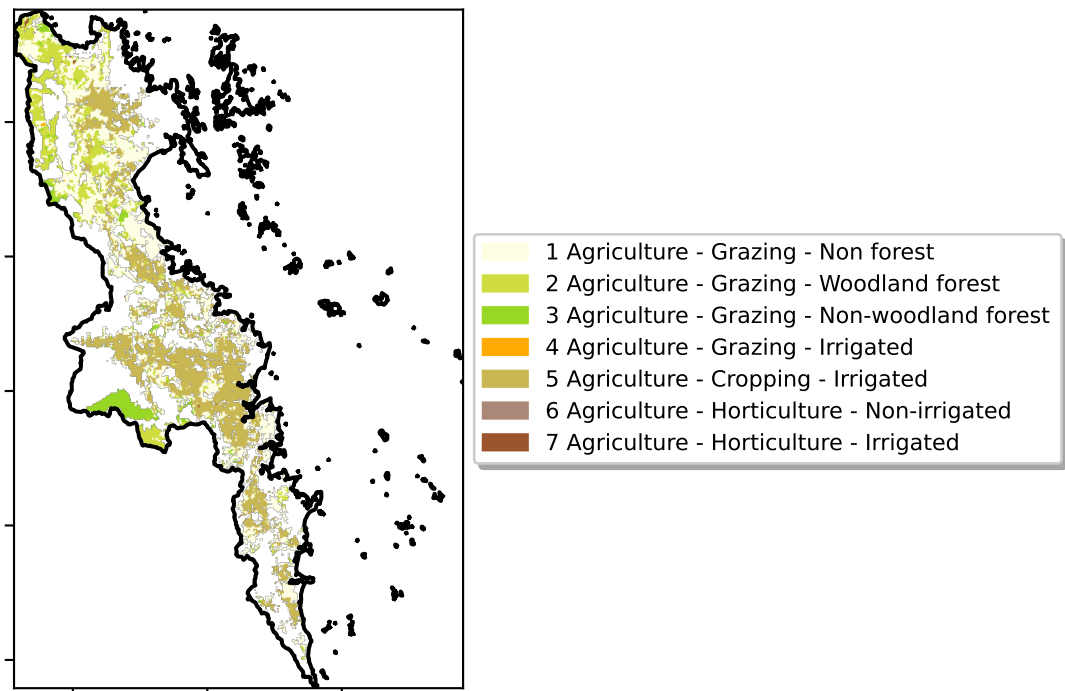 1 Agriculture - Grazing - Non forest
2 Agriculture - Grazing - Woodland forest
3 Agriculture - Grazing - Non-woodland forest
4 Agriculture - Grazing - Irrigated
5 Agriculture - Cropping - Irrigated
6 Agriculture - Horticulture - Non-irrigated
7 Agriculture - Horticulture - Irrigated